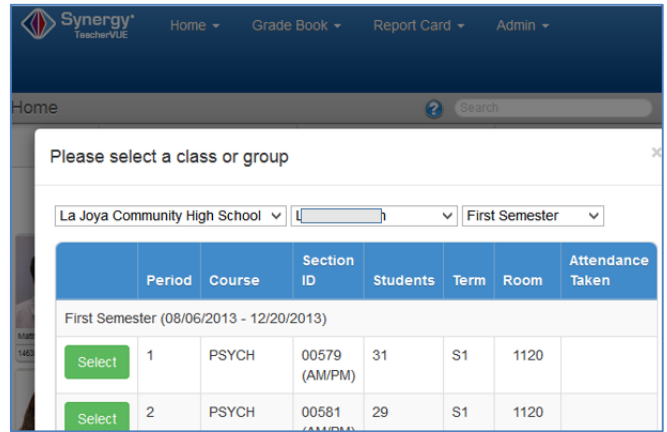 Synergy
TeacherVUE
Home Grade Book Report Card Admin
Home
? Search
Please select a class or group ×
La Joya Community High School First Semester
Period Course Section ID Students Term Room Attendance Taken
First Semester (08/06/2013 - 12/20/2013)
Select 1 PSYCH 00579 (AM/PM) 31 S1 1120
Select 2 PSYCH 00581 (AM/PM) 29 S1 1120